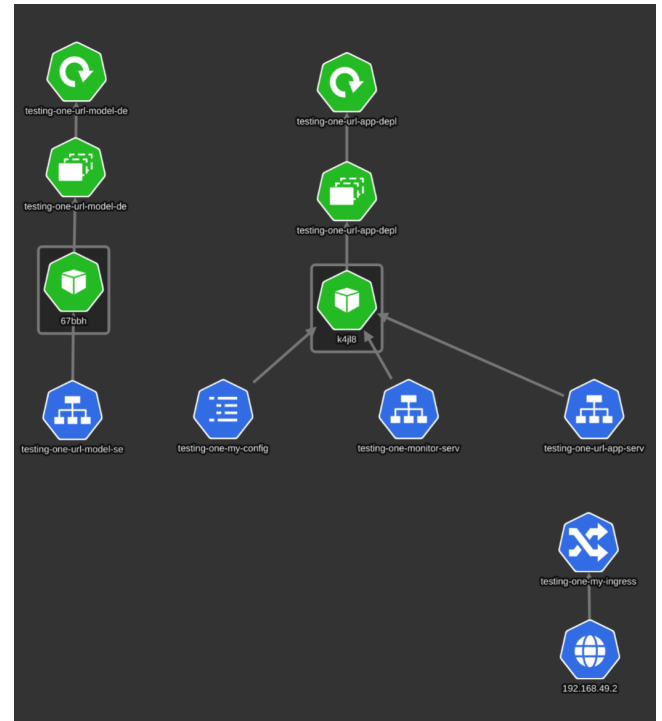 testing-one-url-model-de
testing-one-url-app-depl
testing-one-url-model-de
testing-one-url-app-depl
67bbh
k4jl8
testing-one-url-model-se
testing-one-my-config
testing-one-monitor-serv
testing-one-url-app-serv
testing-one-my-ingress
192.168.49.2